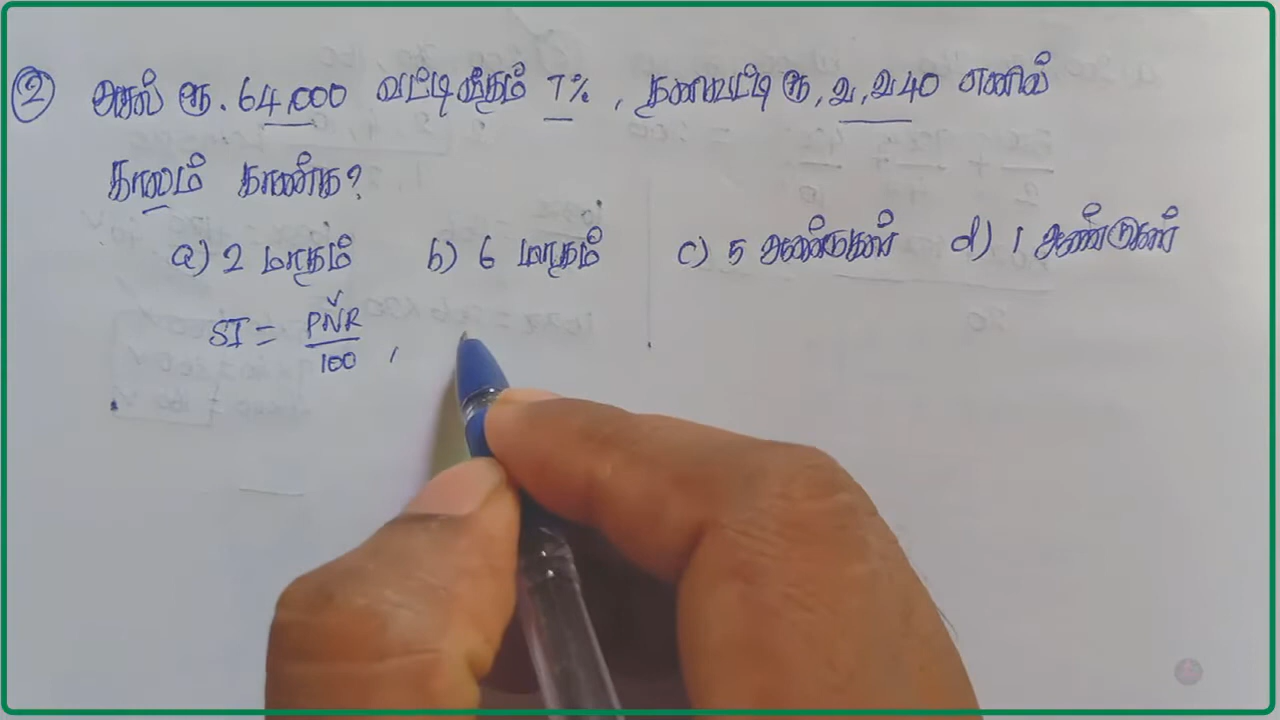 ② அசல் ரூ. 64,000 வட்டி வீதம் 7%, தனிவட்டி ரூ, 2,240 எனில்
காலம் காண்க?
a) 2 மாதம் b) 6 மாதம் c) 5 ஆண்டுகள் d) 1 ஆண்டுகள்
SI = PNR
100 ,